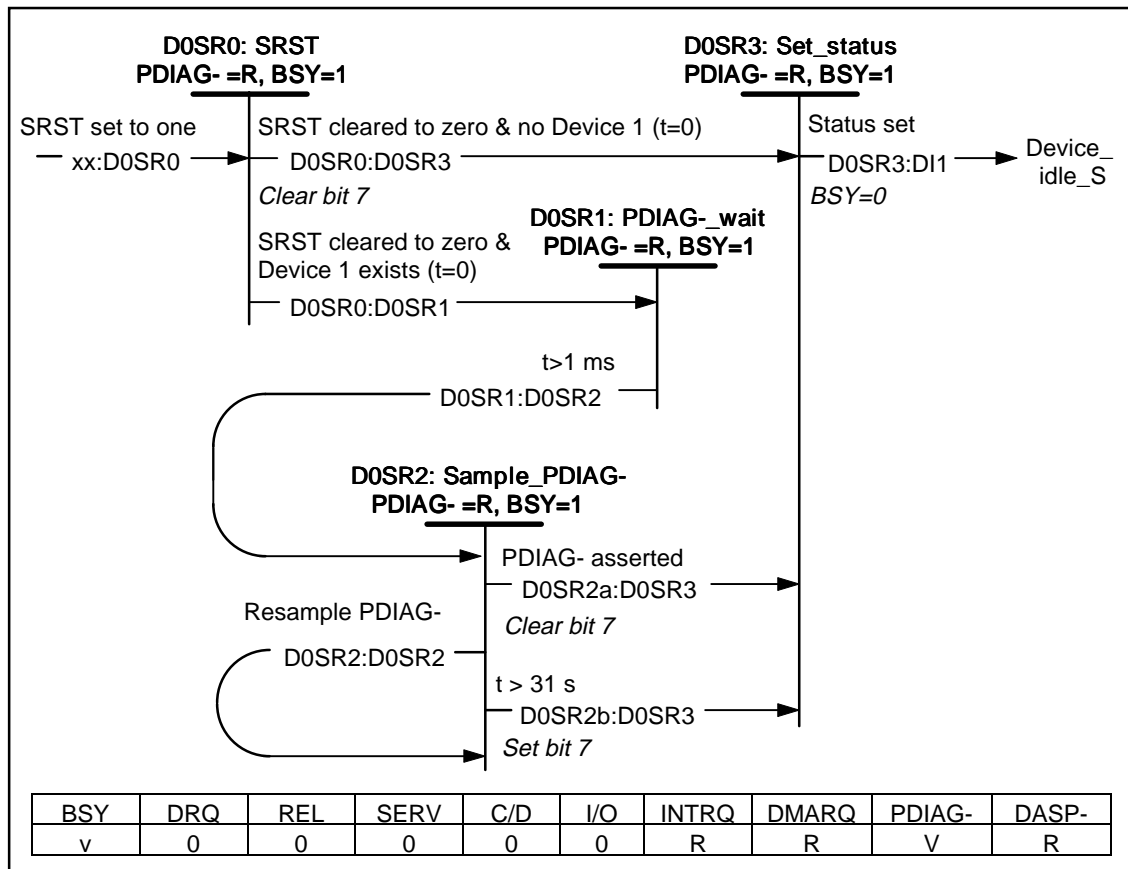 D0SR0: SRST
PDIAG- =R, BSY=1
D0SR3: Set_status
PDIAG- =R, BSY=1
SRST set to one
xx:D0SR0
SRST cleared to zero & no Device 1 (t=0)
D0SR0:D0SR3
Clear bit 7
Status set
D0SR3:DI1
BSY=0
Device_
idle_S
D0SR1: PDIAG-_wait
PDIAG- =R, BSY=1
SRST cleared to zero &
Device 1 exists (t=0)
D0SR0:D0SR1
t>1 ms
D0SR1:D0SR2
D0SR2: Sample_PDIAG-
PDIAG- =R, BSY=1
PDIAG- asserted
D0SR2a:D0SR3
Clear bit 7
Resample PDIAG-
D0SR2:D0SR2
t > 31 s
D0SR2b:D0SR3
Set bit 7
BSY DRQ REL SERV C/D I/O INTRQ DMARQ PDIAG- DASP-
v 0 0 0 0 0 R R V R